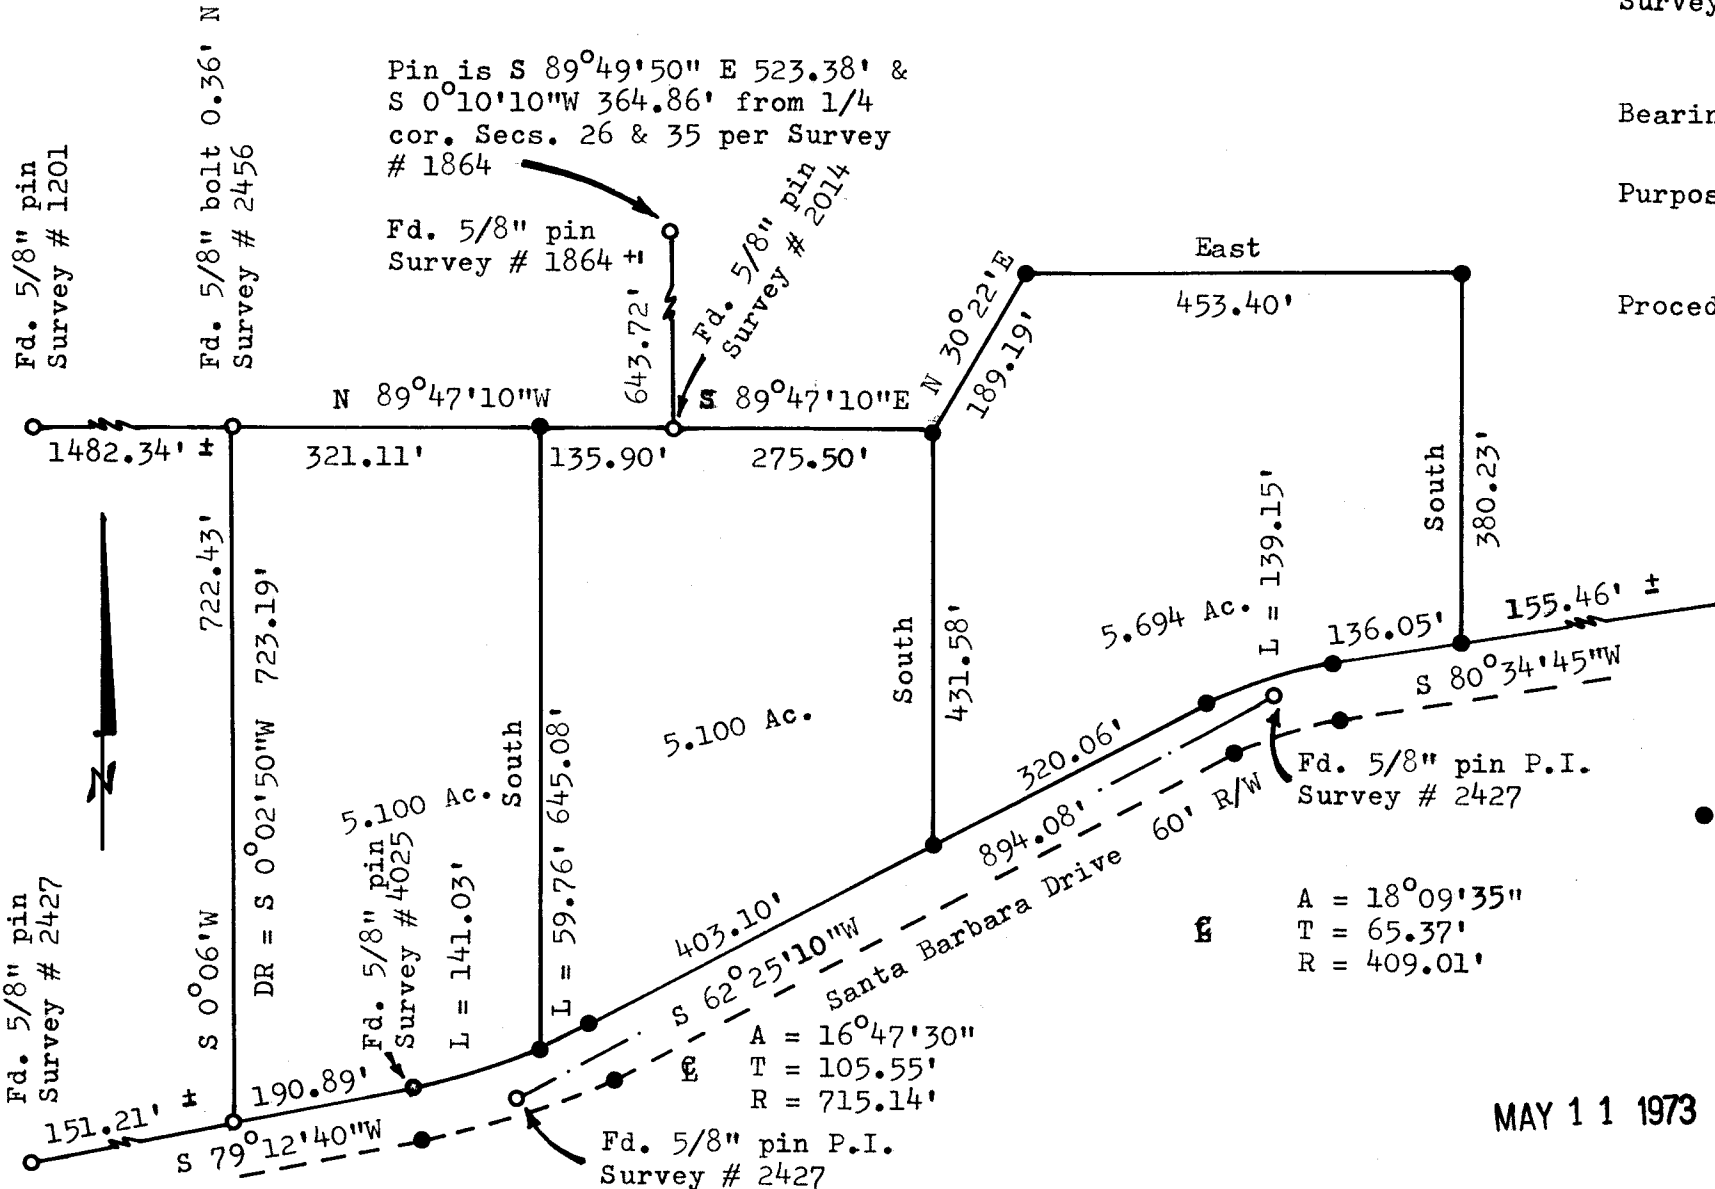 Survey
Bearin
Purpos
Proced
Fd. 5/8" pin
Survey # 1201
Fd. 5/8" bolt 0.36' N
Survey # 2456
Pin is S 89°49'50" E 523.38' &
S 0°10'10"W 364.86' from 1/4
cor. Secs. 26 & 35 per Survey
# 1864
Fd. 5/8" pin
Survey # 1864
643.72'
Fd. 5/8" pin
Survey # 2014
N 30°22'E
189.19'
East
453.40'
N 89°47'10"W
S 89°47'10"E
1482.34' ±
321.11'
135.90'
275.50'
South
380.23'
722.43'
S 0°06'W
DR = S 0°02'50"W 723.19'
5.100 Ac.
South
L = 59.76' 645.08'
5.100 Ac.
South
431.58'
5.694 Ac.
L = 139.15'
136.05'
155.46' ±
S 80°34'45"W
Fd. 5/8" pin P.I.
Survey # 2427
320.06'
894.08'
60' R/W
Santa Barbara Drive
403.10'
S 62°25'10"W
Fd. 5/8" pin
Survey # 4025
L = 141.03'
Fd. 5/8" pin
Survey # 2427
151.21' ±
190.89'
S 79°12'40"W
N
℄
A = 18°09'35"
T = 65.37'
R = 409.01'
℄
A = 16°47'30"
T = 105.55'
R = 715.14'
Fd. 5/8" pin P.I.
Survey # 2427
MAY 11 1973